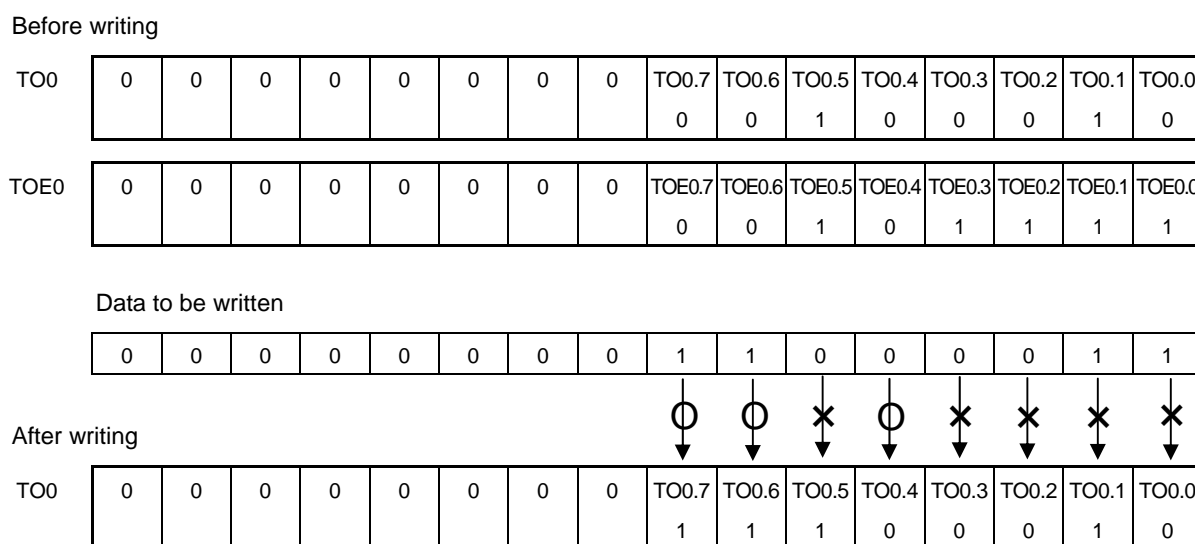 Before writing
TO0 0 0 0 0 0 0 0 0 TO0.7 TO0.6 TO0.5 TO0.4 TO0.3 TO0.2 TO0.1 TO0.0
0 0 1 0 0 0 1 0
TOE0 0 0 0 0 0 0 0 0 TOE0.7 TOE0.6 TOE0.5 TOE0.4 TOE0.3 TOE0.2 TOE0.1 TOE0.0
0 0 1 0 1 1 1 1
Data to be written
0 0 0 0 0 0 0 0 1 1 0 0 0 0 1 1
O O × O × × × ×
After writing
TO0 0 0 0 0 0 0 0 0 TO0.7 TO0.6 TO0.5 TO0.4 TO0.3 TO0.2 TO0.1 TO0.0
1 1 1 0 0 0 1 0